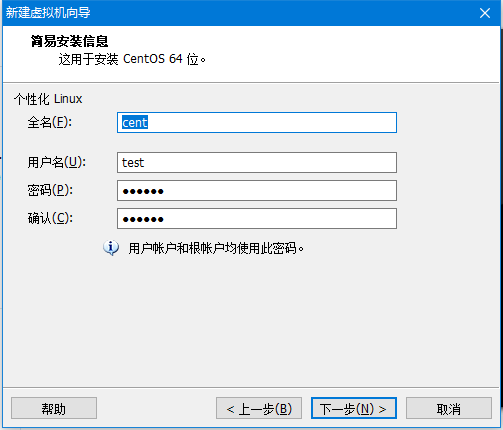 新建虚拟机向导
简易安装信息
这用于安装 CentOS 64 位。
个性化 Linux
全名(F):
cent
用户名(U):
test
密码(P):
●●●●●●
确认(C):
●●●●●●
用户帐户和根帐户均使用此密码。
帮助
< 上一步(B)
下一步(N) >
取消